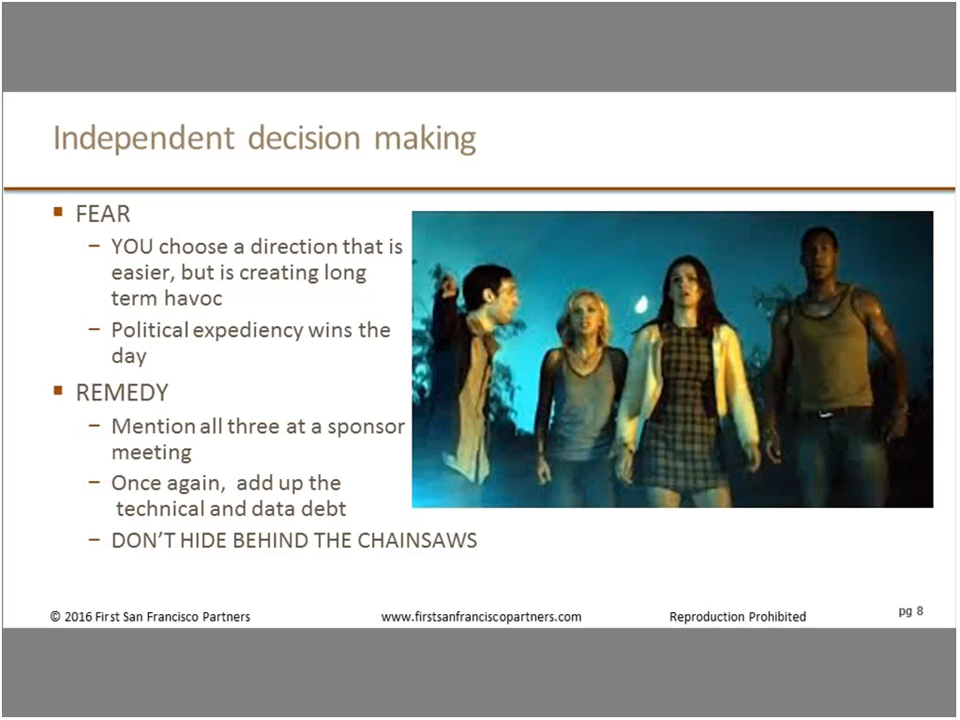 Independent decision making
▪ FEAR
– YOU choose a direction that is
easier, but is creating long
term havoc
– Political expediency wins the
day
▪ REMEDY
– Mention all three at a sponsor
meeting
– Once again, add up the
technical and data debt
– DON'T HIDE BEHIND THE CHAINSAWS
© 2016 First San Francisco Partners www.firstsanfranciscopartners.com Reproduction Prohibited pg 8